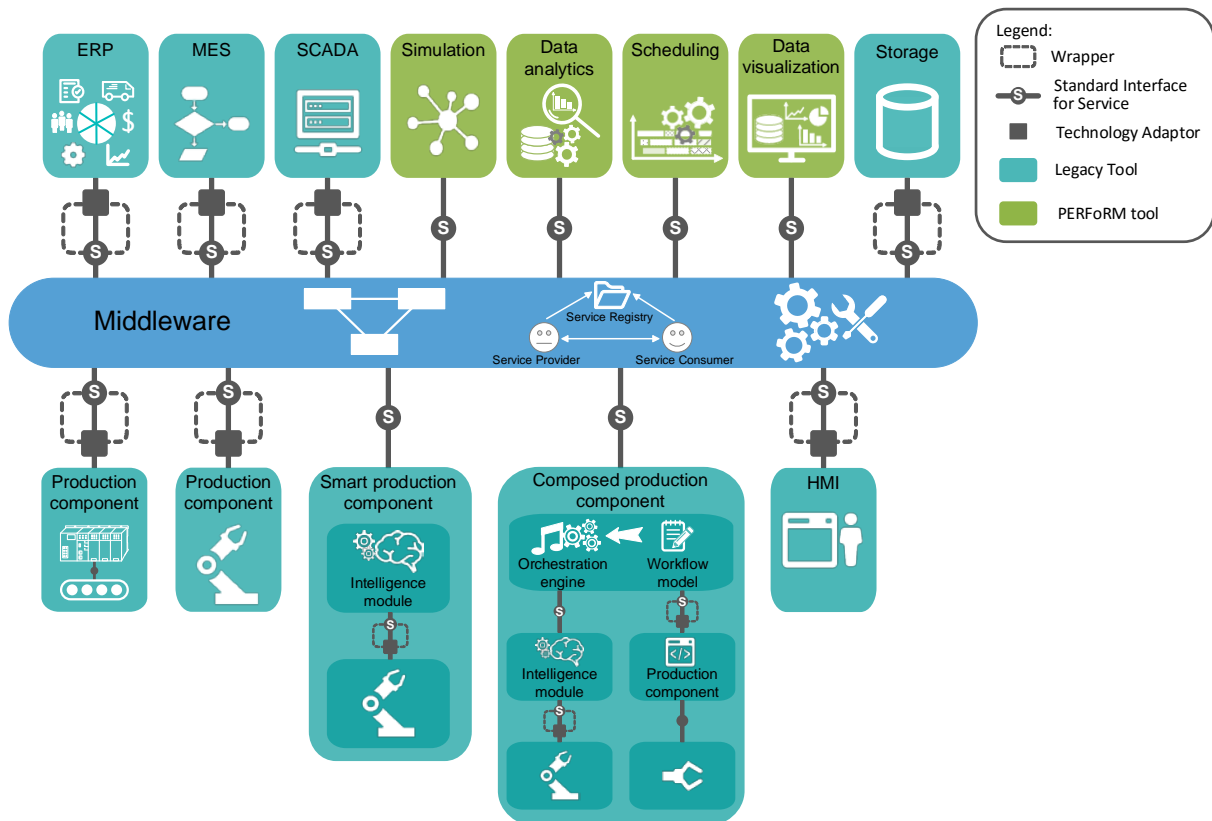 ERP
MES
SCADA
Simulation
Data
analytics
Scheduling
Data
visualization
Storage
$
Legend:
Wrapper
S
Standard Interface
for Service
Technology Adaptor
Legacy Tool
PERFoRM tool
S
S
S
S
S
S
S
S
Middleware
Service Registry
Service Provider
Service Consumer
S
S
S
S
S
Production
component
Production
component
Smart production
component
Composed production
component
HMI
Intelligence
module
Orchestration
engine
Workflow
model
S
S
S
Intelligence
module
</>
Production
component
S